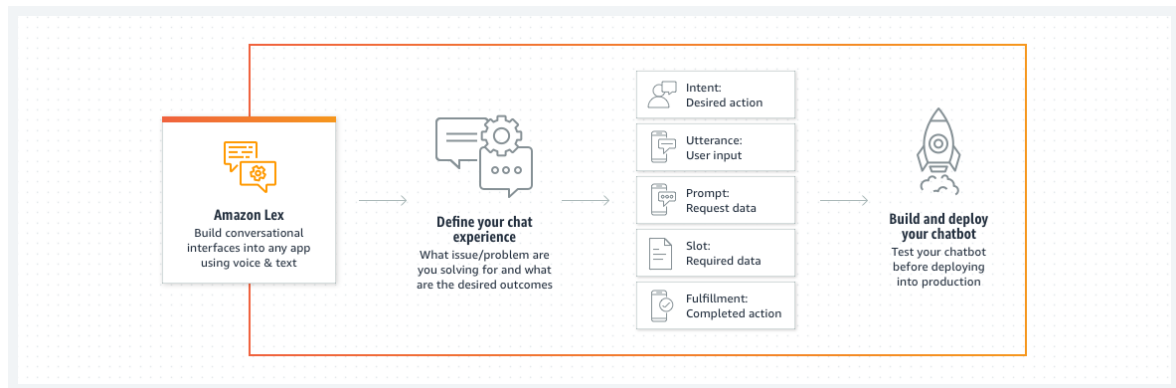 Amazon Lex
Build conversational
interfaces into any app
using voice & text
Define your chat
experience
What issue/problem are
you solving for and what
are the desired outcomes
Intent:
Desired action
Utterance:
User input
Prompt:
Request data
Slot:
Required data
Fulfillment:
Completed action
Build and deploy
your chatbot
Test your chatbot
before deploying
into production